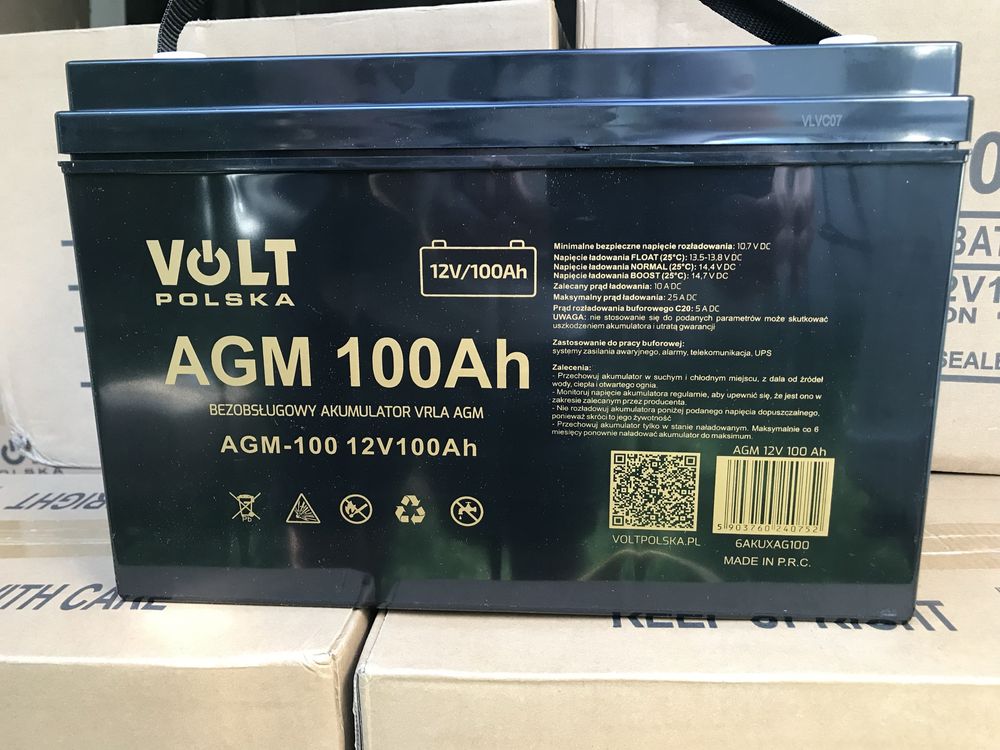 VLVC07
VOLT
POLSKA
12V/100Ah
AGM 100Ah
BEZOBSŁUGOWY AKUMULATOR VRLA AGM
AGM-100 12V100Ah
Pb
Minimalne bezpieczne napięcie rozładowania: 10,7 V DC
Napięcie ładowania FLOAT (25°C): 13.5-13.8 V DC
Napięcie ładowania NORMAL (25°C): 14,4 V DC
Napięcie ładowania BOOST (25°C): 14,7 V DC
Zalecany prąd ładowania: 10 A DC
Maksymalny prąd ładowania: 25 A DC
Prąd rozładowania buforowego C20: 5 A DC
UWAGA: nie stosowanie się do podanych parametrów może skutkować
uszkodzeniem akumulatora i utratą gwarancji
Zastosowanie do pracy buforowej:
systemy zasilania awaryjnego, alarmy, telekomunikacja, UPS
Zalecenia:
- Przechowuj akumulator w suchym i chłodnym miejscu, z dala od źródeł
wody, ciepła i otwartego ognia.
- Monitoruj napięcie akumulatora regularnie, aby upewnić się, że jest ono w
zakresie zalecanym przez producenta.
- Nie rozładowuj akumulatora poniżej podanego napięcia dopuszczalnego,
ponieważ skróci to jego żywotność
- Przechowuj akumulator tylko w stanie naładowanym. Maksymalnie co 6
miesięcy ponownie naładować akumulator do maksimum.
AGM 12V 100 Ah
5 903760 240752
VOLTPOLSKA.PL
6AKUXAG100
MADE IN P.R.C.
WITH CARE
KEEP UPRIGHT